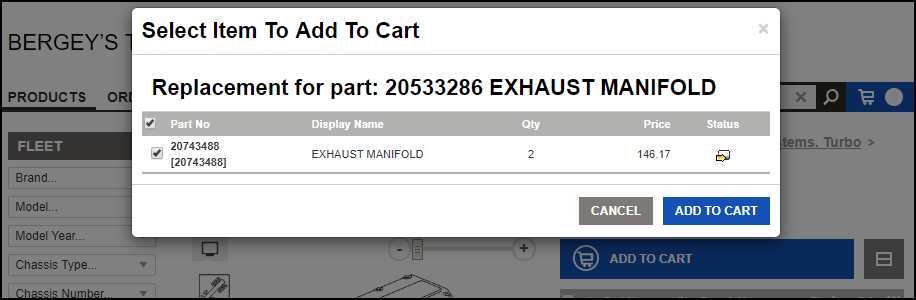 Select Item To Add To Cart ×
BERGEY'S T
Replacement for part: 20533286 EXHAUST MANIFOLD
PRODUCTS ORD
Part No Display Name Qty Price Status
20743488
[20743488] EXHAUST MANIFOLD 2 146.17
stems. Turbo >
FLEET
Brand...
Model...
Model Year...
CANCEL ADD TO CART
Chassis Type...
- +
ADD TO CART
Chassis Number...